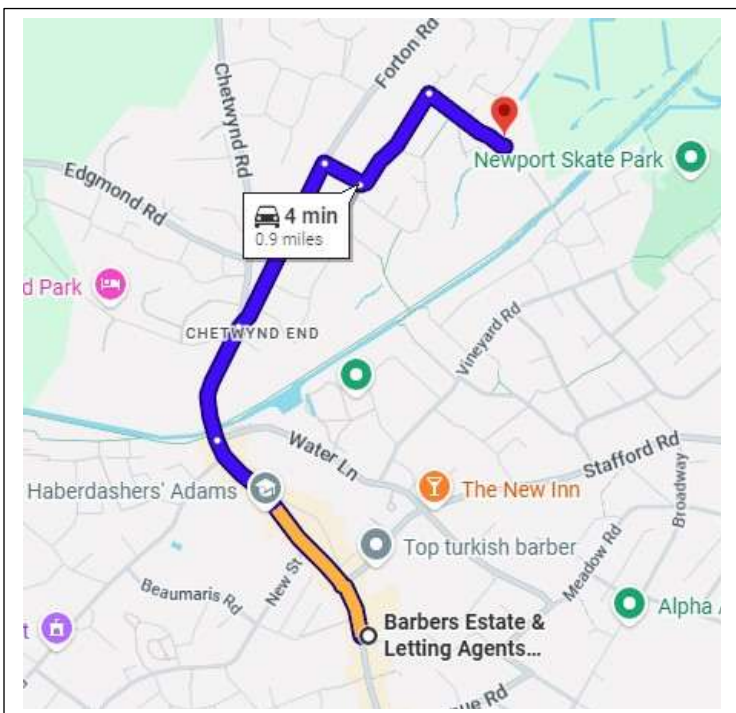 Forton Rd
Chetwynd Rd
Newport Skate Park
Edgmond Rd
4 min
0.9 miles
d Park
CHETWYND END
Vineyard Rd
Water Ln
Stafford Rd
Broadway
Haberdashers' Adams
The New Inn
Top turkish barber
Meadow Rd
New St
Beaumaris Rd
Alpha A
t
Barbers Estate &
Letting Agents...
ue Rd